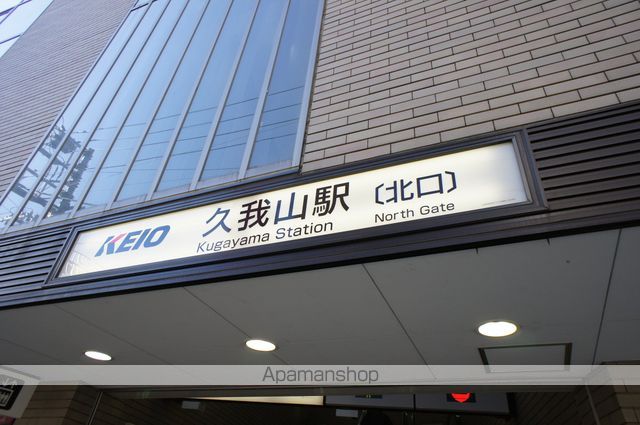 KEIO 久我山駅〔北口〕
Kugayama Station North Gate
Apamanshop